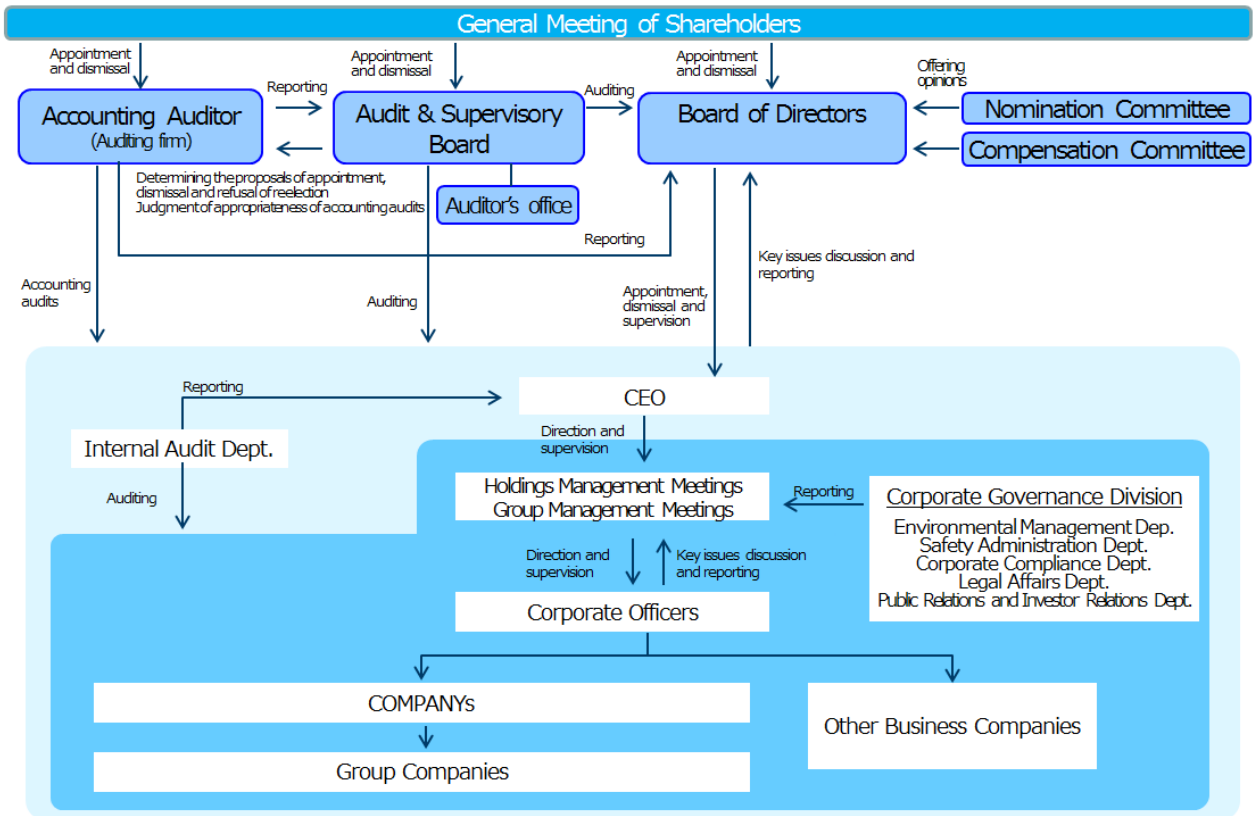 General Meeting of Shareholders
Appointment
and dismissal
Appointment
and dismissal
Appointment
and dismissal
Offering
opinions
Reporting
Auditing
Accounting Auditor
(Auditing firm)
Audit & Supervisory
Board
Board of Directors
Nomination Committee
Compensation Committee
Determining the proposals of appointment,
dismissal and refusal of reelection
Judgment of appropriateness of accounting audits
Auditor's office
Reporting
Key issues discussion and
reporting
Accounting
audits
Auditing
Appointment,
dismissal and
supervision
Reporting
CEO
Internal Audit Dept.
Direction and
supervision
Auditing
Holdings Management Meetings
Group Management Meetings
Reporting
Corporate Governance Division
Environmental Management Dep.
Safety Administration Dept.
Corporate Compliance Dept.
Legal Affairs Dept.
Public Relations and Investor Relations Dept.
Direction and
supervision
Key issues discussion
and reporting
Corporate Officers
COMPANYs
Other Business Companies
Group Companies